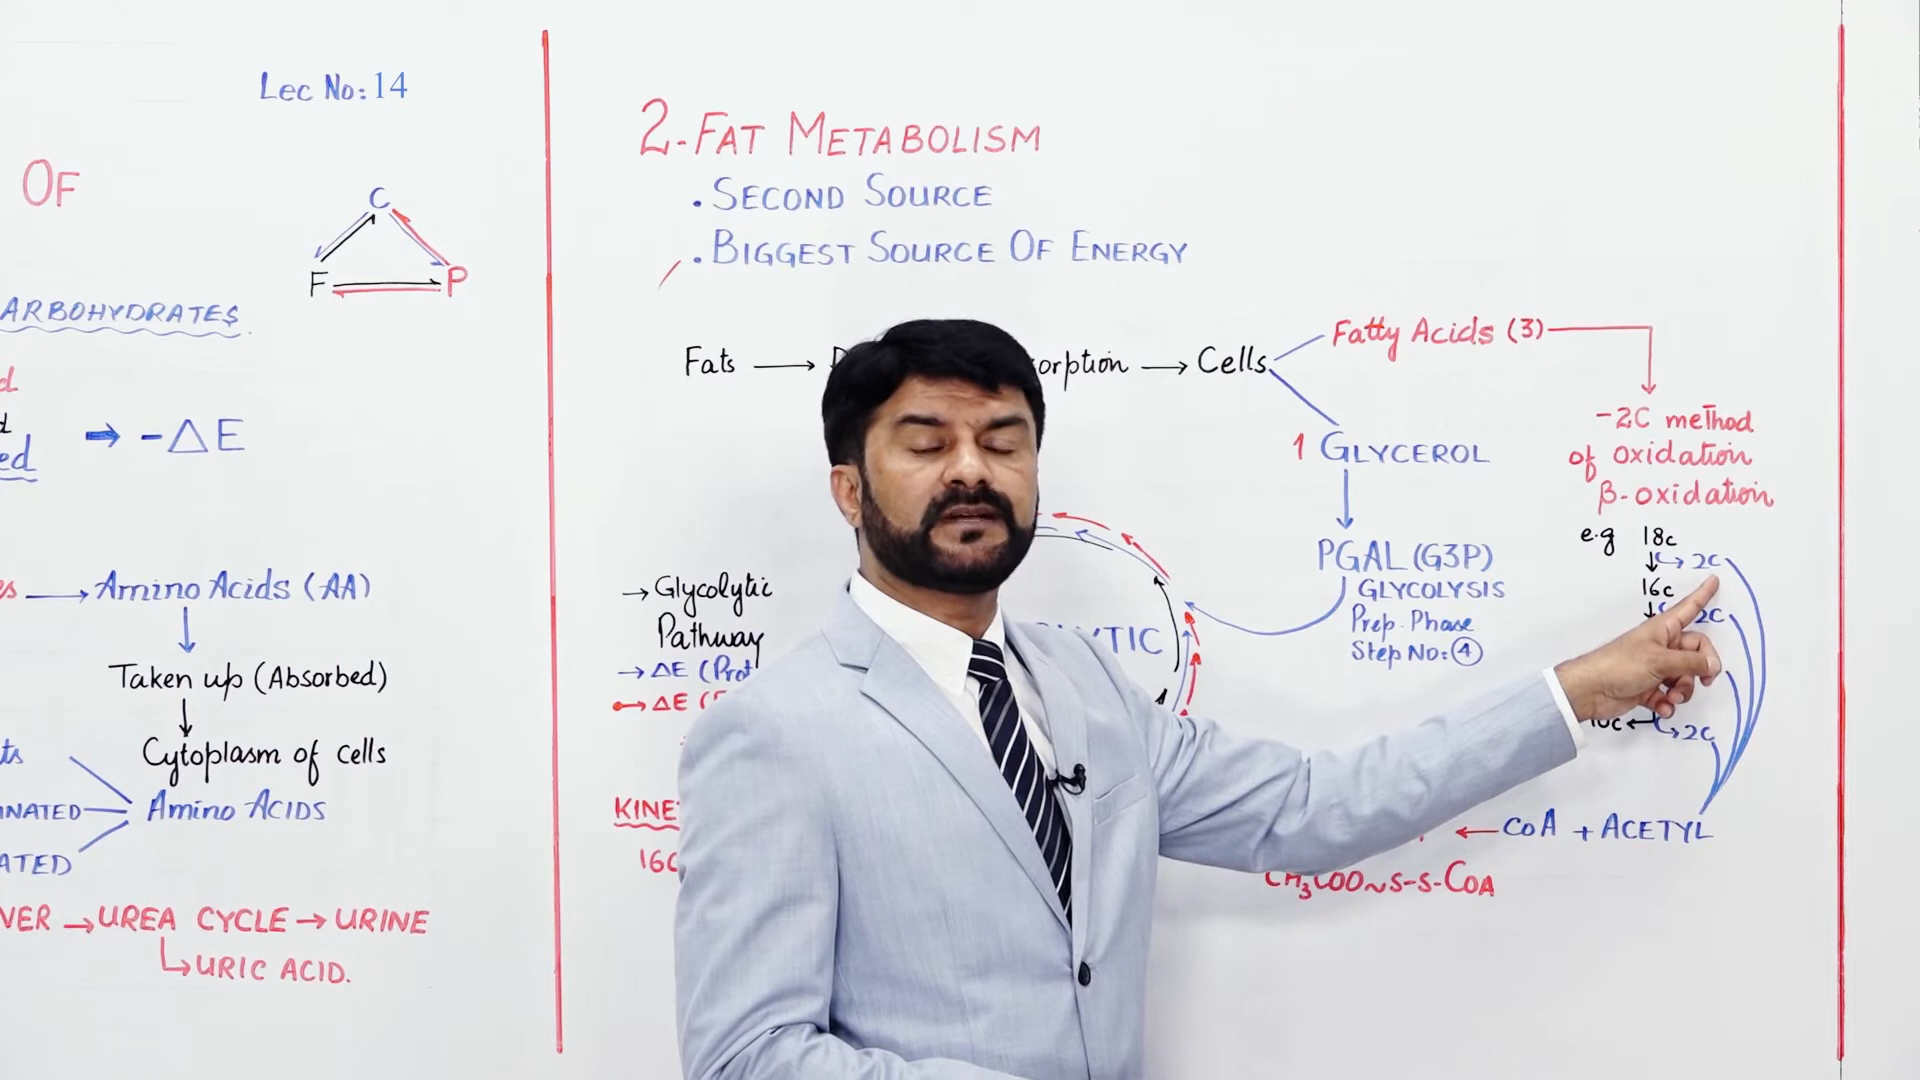 Lec No: 14
OF
C
F
P
ARBOHYDRATES
ed
→ -ΔE
→ Amino Acids (AA)
Taken up (Absorbed)
Cytoplasm of cells
Amino ACIDS
INATED
ATED
VER → UREA CYCLE → URINE
URIC ACID.
2. FAT METABOLISM
. SECOND SOURCE
. BIGGEST SOURCE OF ENERGY
Fats → orption → Cells
Fatty Acids (3)
1 GLYCEROL
PGAL (G3P)
GLYCOLYSIS
Prep. Phase
Step No: 4
-2C method
of oxidation
β-oxidation
e.g 18c
2C
16c
2C
2C
→ Glycolytic
Pathway
→ ΔE (Prot
→ ΔE (
YTIC
KINE
16C
← CoA + ACETYL
CH₃COO~S-S-COA